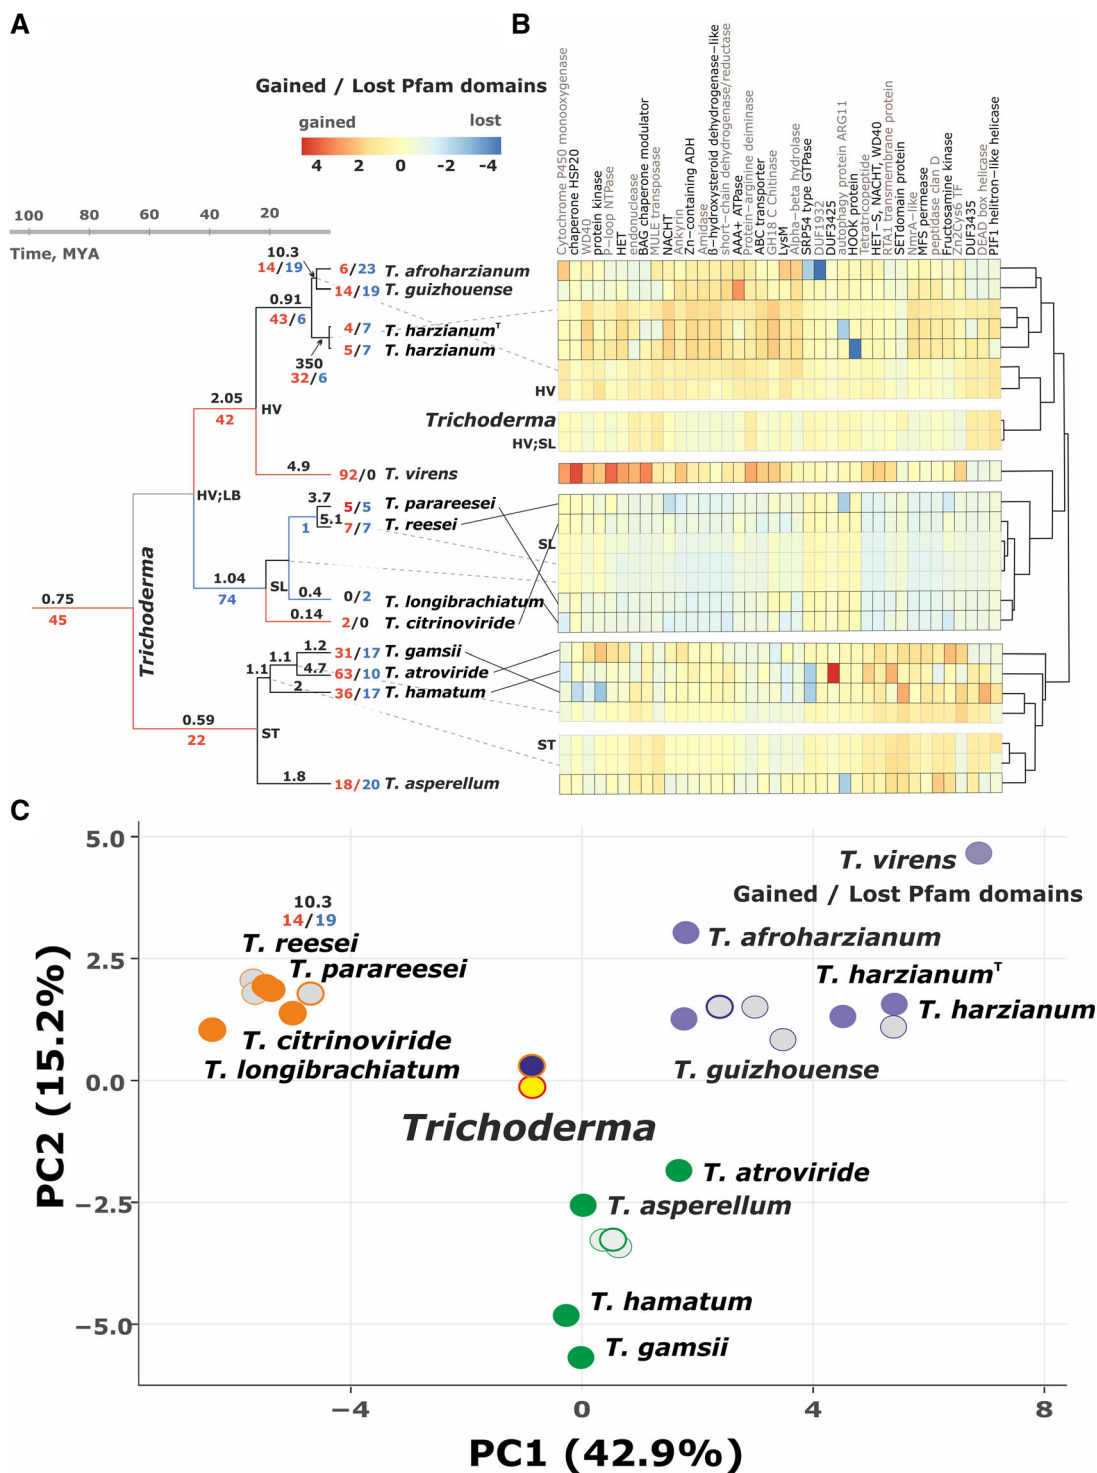 A
B
Gained / Lost Pfam domains
gained
lost
4 2 0 -2 -4
100 80 60 40 20
Time, MYA
Cytochrome P450 monooxygenase
chaperone HSP20
WD40
protein kinase
P-loop NTPase
HET
endonuclease
BAG chaperone modulator
MULE transposase
NACHT
Ankyrin
Zn-containing ADH
Amidase
β-hydroxysteroid dehydrogenase-like
short-chain dehydrogenase/reductase
AAA+ ATPase
Protein-arginine deiminase
ABC transporter
GH18 C Chitinase
LysM
Alpha-beta hydrolase
SRP54 type GTPase
DUF1932
DUF3425
autophagy protein ARG11
HOOK protein
Tetratricopeptide
HET-S, NACHT, WD40
RTA1 transmembrane protein
SETdomain protein
NmrA-like
MFS permease
peptidase clan D
Fructosamine kinase
Zn2Cys6 TF
DUF3435
DEAD box helicase
PIF1 helitron-like helicase
10.3
14/19
6/23 T. afroharzianum
14/19 T. guizhouense
0.91
43/6
4/7 T. harzianumᵀ
5/7 T. harzianum
350
32/6
HV
2.05
42
HV
Trichoderma
HV;SL
4.9
92/0 T. virens
HV;LB
3.7
5/5 T. parareesei
5.1
7/7 T. reesei
1
SL
1.04
74
SL
0.4
0/2 T. longibrachiatum
0.14
2/0 T. citrinoviride
0.75
45
Trichoderma
1.2
31/17 T. gamsii
1.1
1.1
4.7
63/10 T. atroviride
2
36/17 T. hamatum
0.59
22
ST
ST
1.8
18/20 T. asperellum
C
5.0
2.5
0.0
−2.5
−5.0
PC2 (15.2%)
T. virens
Gained / Lost Pfam domains
10.3
14/19
T. reesei
T. parareesei
T. afroharzianum
T. harzianumᵀ
T. harzianum
T. citrinoviride
T. longibrachiatum
T. guizhouense
Trichoderma
T. atroviride
T. asperellum
T. hamatum
T. gamsii
−4 0 4 8
PC1 (42.9%)